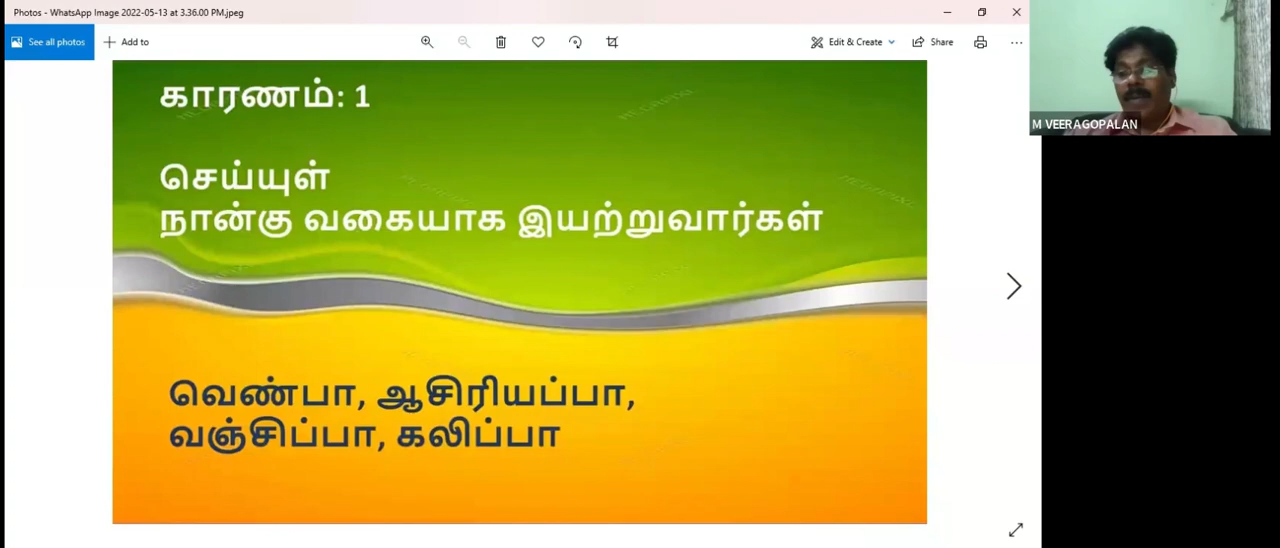 Photos - WhatsApp Image 2022-05-13 at 3.36.00 PM.jpeg
See all photos
Add to
Edit & Create
Share
காரணம்: 1
செய்யுள்
நான்கு வகையாக இயற்றுவார்கள்
வெண்பா, ஆசிரியப்பா,
வஞ்சிப்பா, கலிப்பா
M VEERAGOPALAN